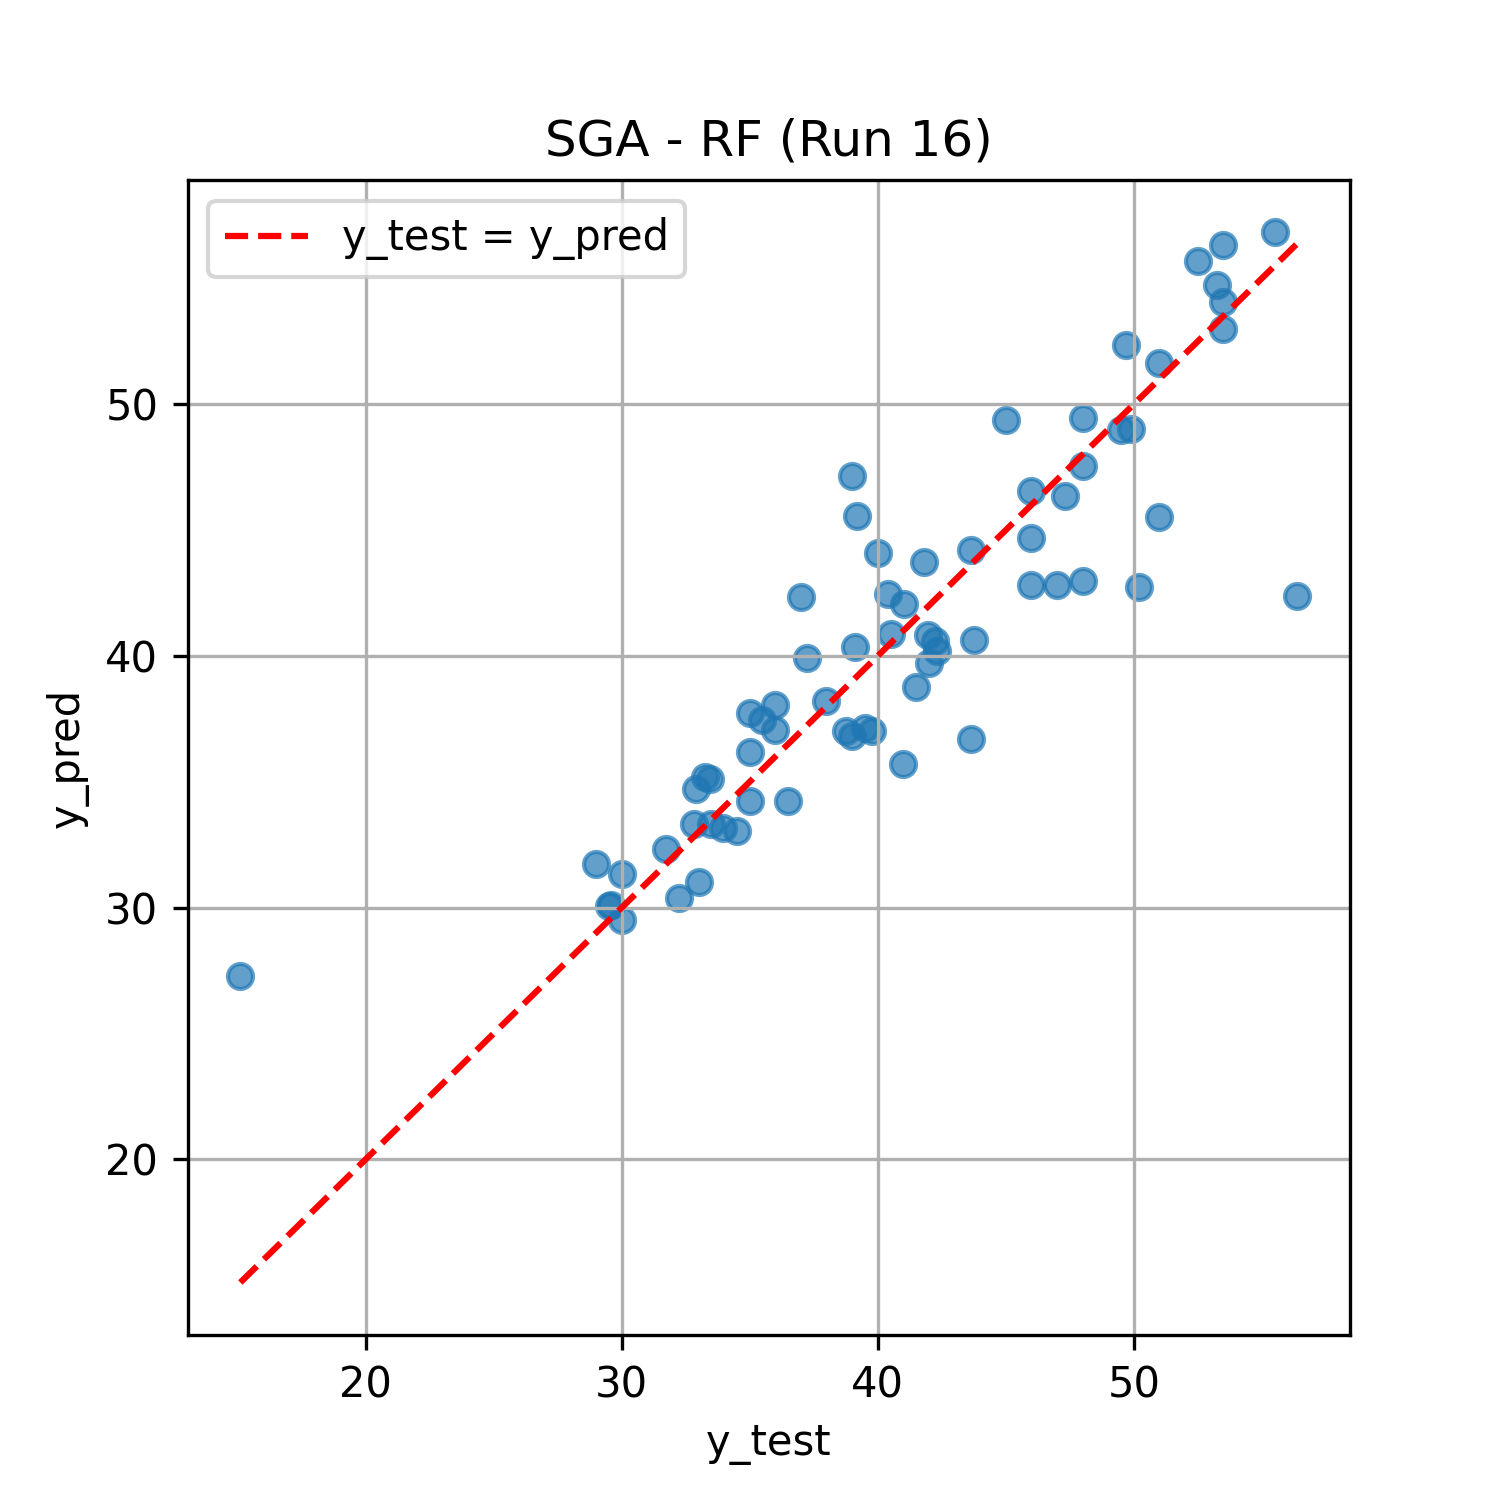 SGA - RF (Run 16)
y_test = y_pred
50
40
30
20
y_pred
20 30 40 50
y_test